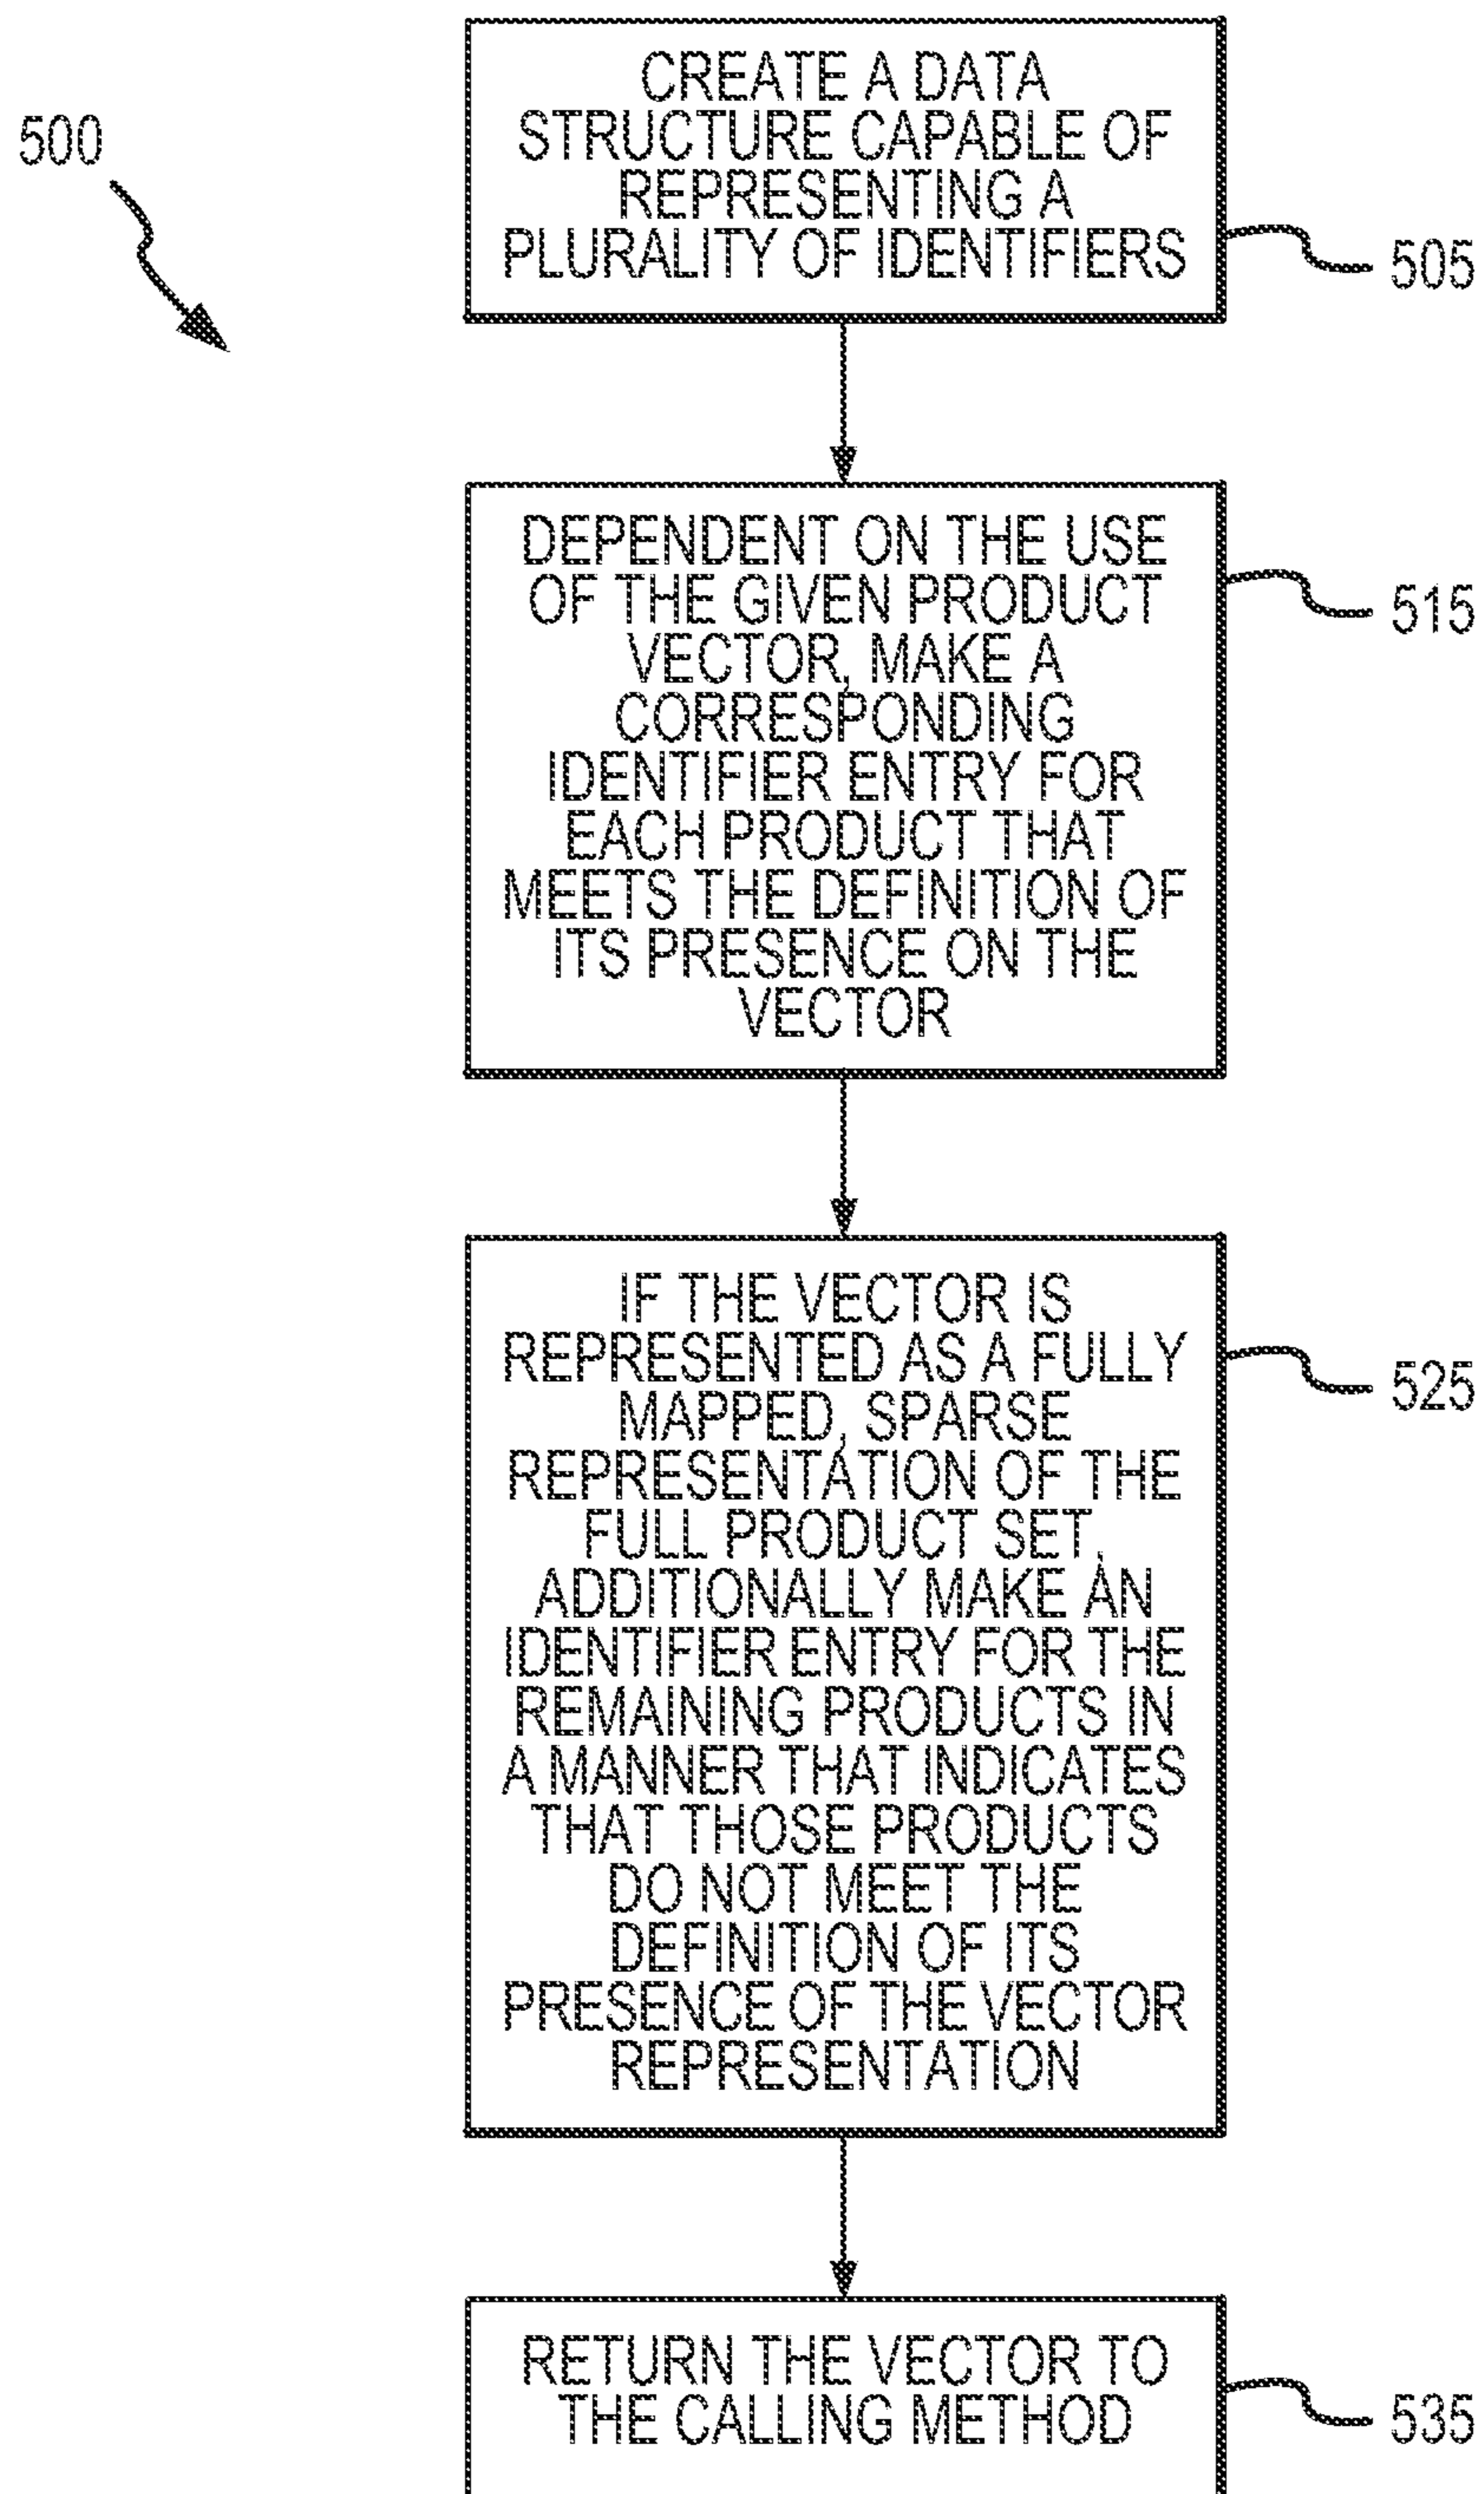 500
CREATE A DATA
STRUCTURE CAPABLE OF
REPRESENTING A
PLURALITY OF IDENTIFIERS
505
DEPENDENT ON THE USE
OF THE GIVEN PRODUCT
VECTOR, MAKE A
CORRESPONDING
IDENTIFIER ENTRY FOR
EACH PRODUCT THAT
MEETS THE DEFINITION OF
ITS PRESENCE ON THE
VECTOR
515
IF THE VECTOR IS
REPRESENTED AS A FULLY
MAPPED, SPARSE
REPRESENTATION OF THE
FULL PRODUCT SET,
ADDITIONALLY MAKE AN
IDENTIFIER ENTRY FOR THE
REMAINING PRODUCTS IN
A MANNER THAT INDICATES
THAT THOSE PRODUCTS
DO NOT MEET THE
DEFINITION OF ITS
PRESENCE OF THE VECTOR
REPRESENTATION
525
RETURN THE VECTOR TO
THE CALLING METHOD
535